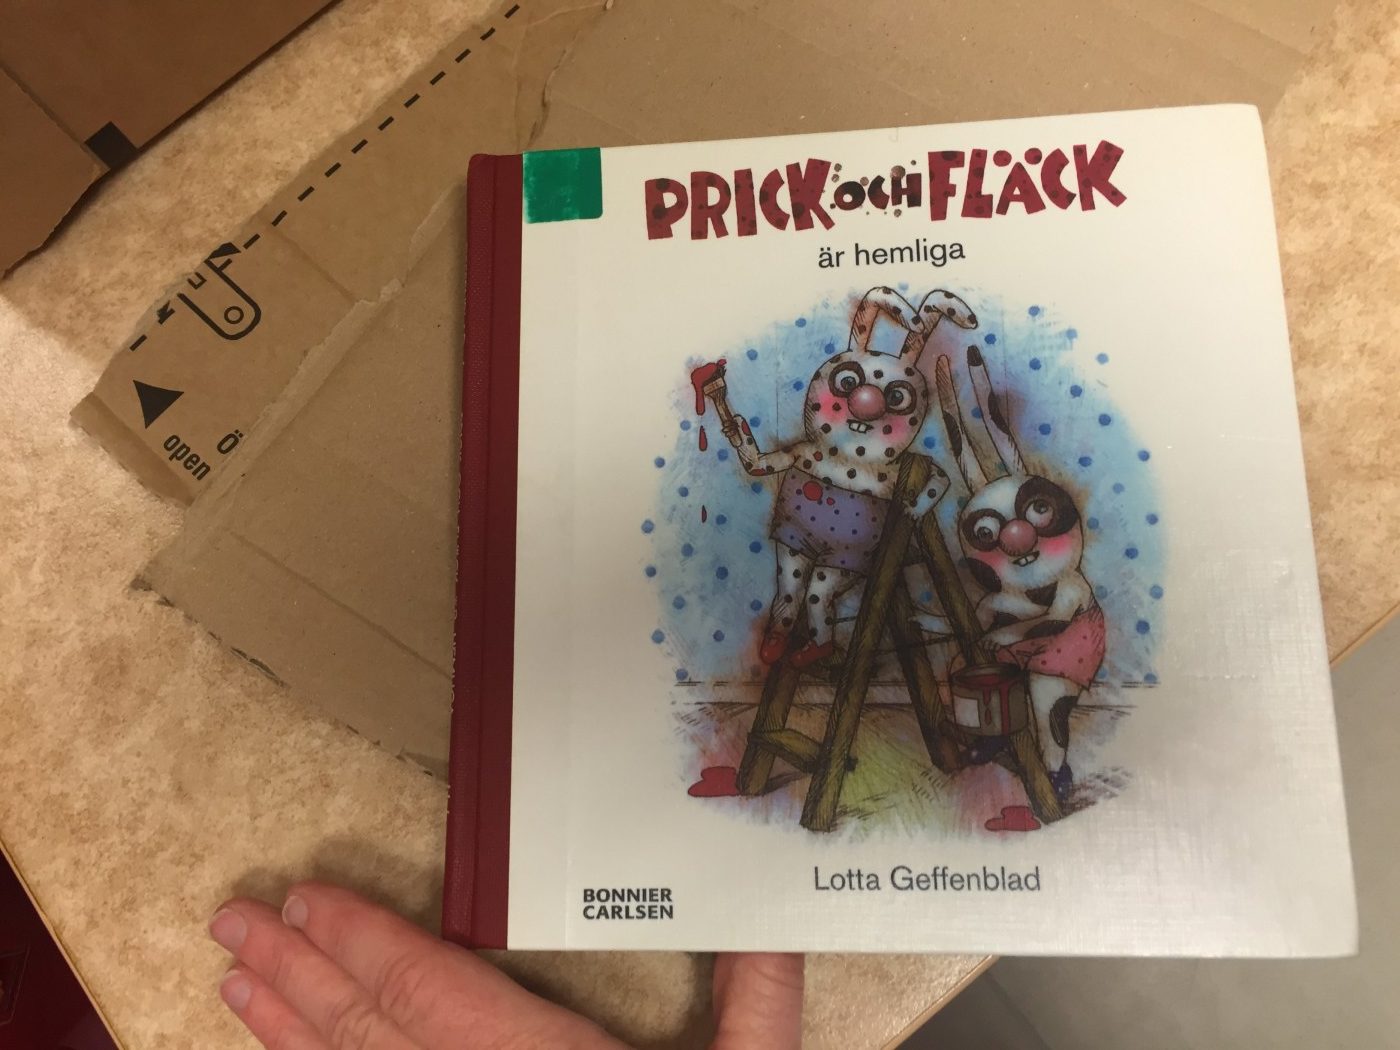 PRICK OCH FLÄCK
är hemliga
Lotta Geffenblad
BONNIER
CARLSEN
Ö
open